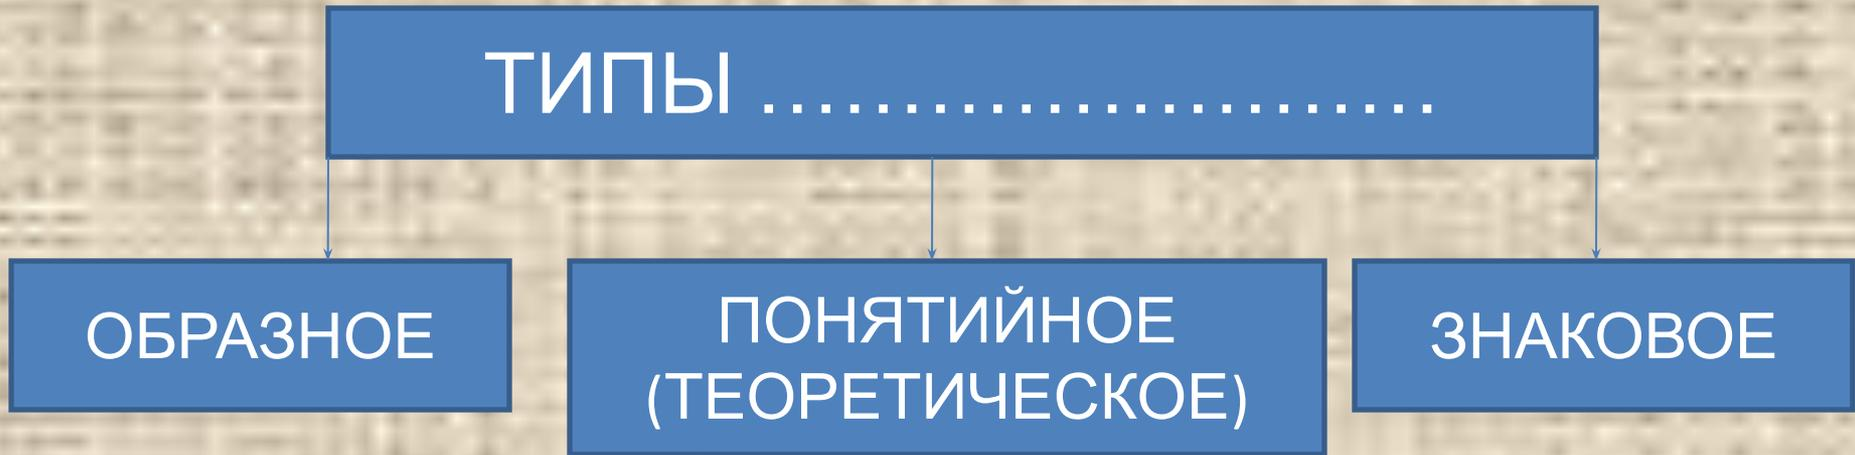 ТИПЫ ........................
ОБРАЗНОЕ
ПОНЯТИЙНОЕ
(ТЕОРЕТИЧЕСКОЕ)
ЗНАКОВОЕ